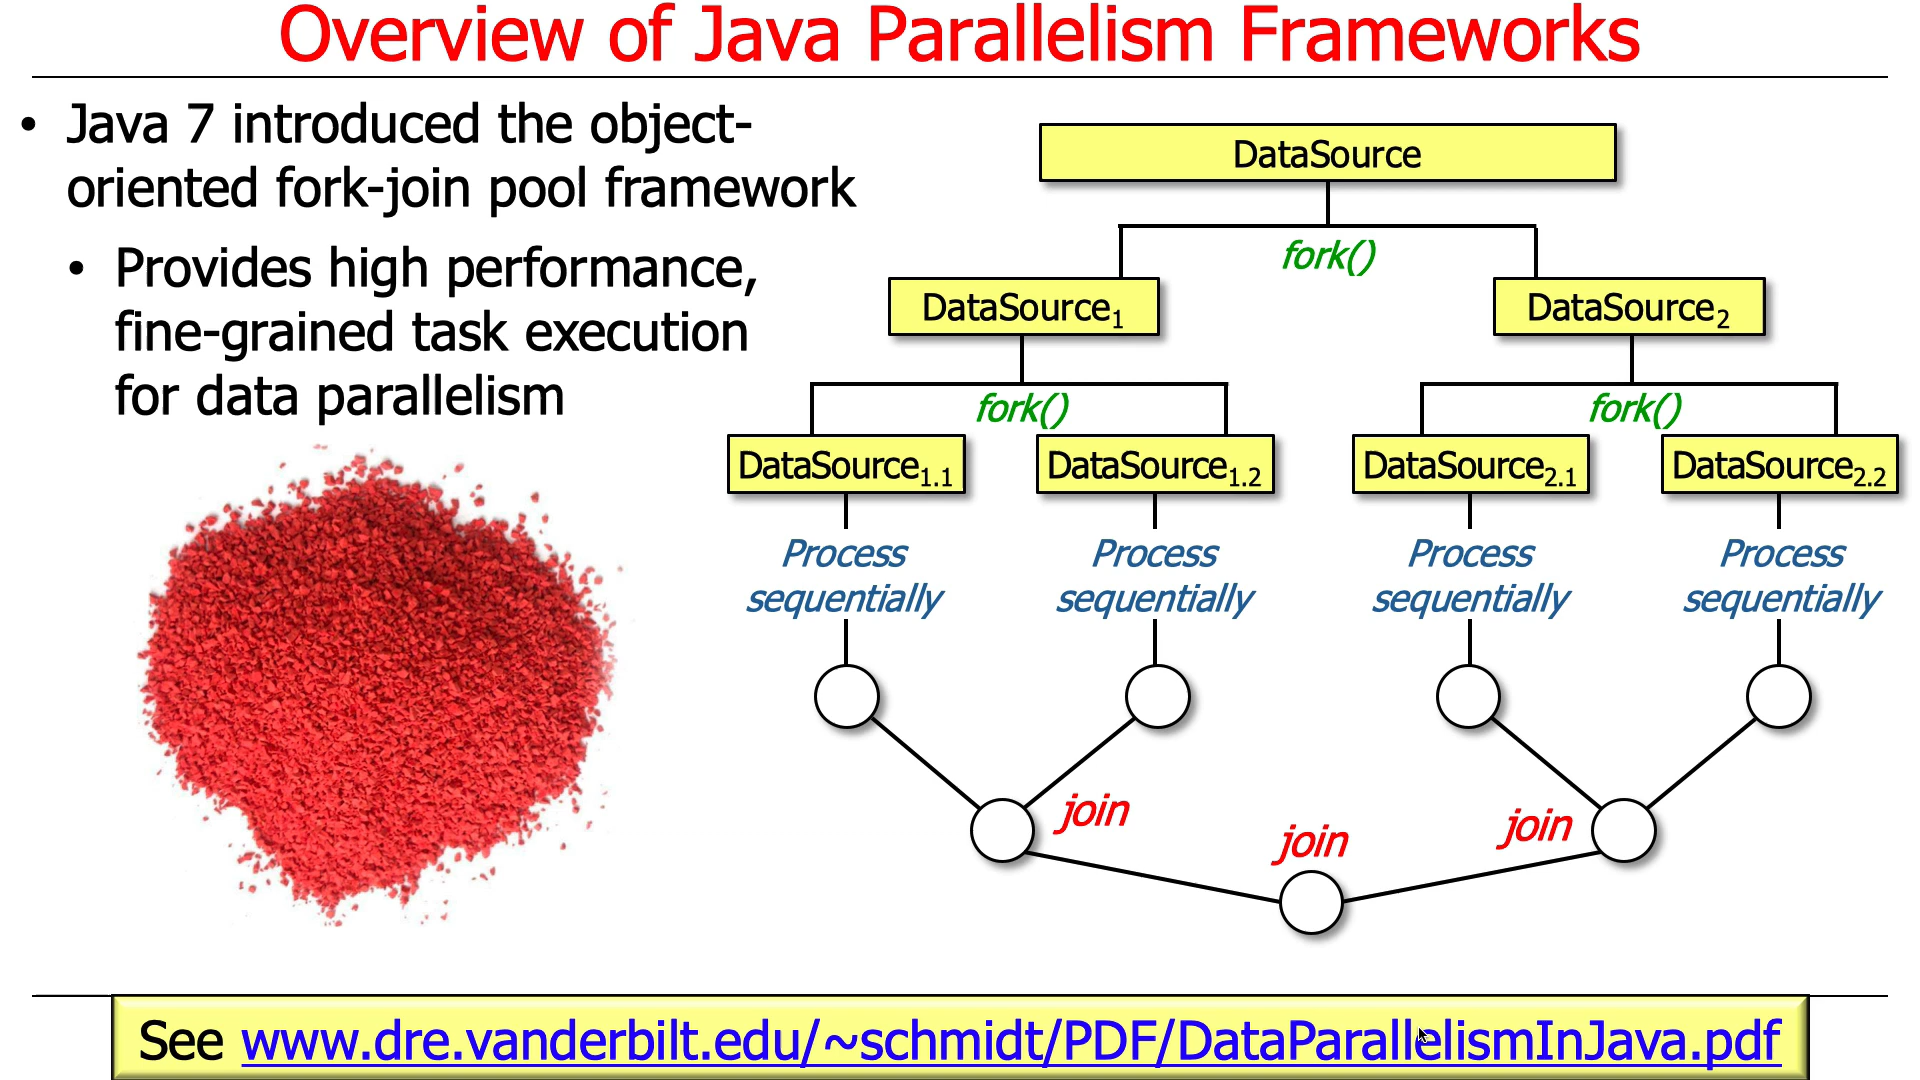 Overview of Java Parallelism Frameworks
• Java 7 introduced the object-
oriented fork-join pool framework
• Provides high performance,
fine-grained task execution
for data parallelism
DataSource
fork()
DataSource1
DataSource2
fork()
fork()
DataSource1.1
DataSource1.2
DataSource2.1
DataSource2.2
Process
sequentially
Process
sequentially
Process
sequentially
Process
sequentially
join
join
join
See www.dre.vanderbilt.edu/~schmidt/PDF/DataParallelismInJava.pdf